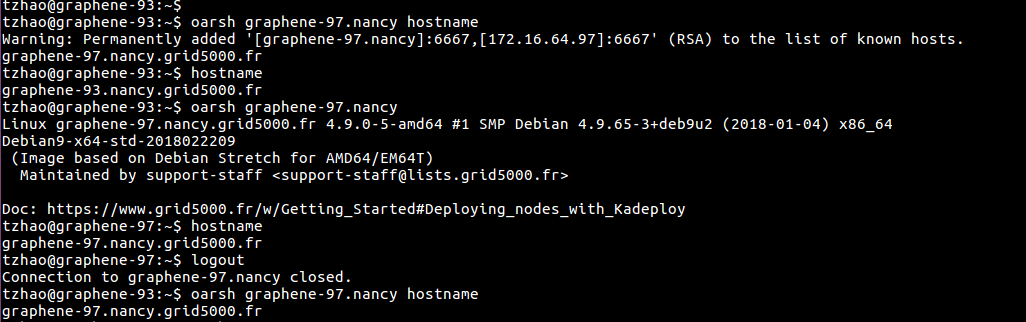 tzhao@graphene-93:~$
tzhao@graphene-93:~$ oarsh graphene-97.nancy hostname
Warning: Permanently added '[graphene-97.nancy]:6667,[172.16.64.97]:6667' (RSA) to the list of known hosts.
graphene-97.nancy.grid5000.fr
tzhao@graphene-93:~$ hostname
graphene-93.nancy.grid5000.fr
tzhao@graphene-93:~$ oarsh graphene-97.nancy
Linux graphene-97.nancy.grid5000.fr 4.9.0-5-amd64 #1 SMP Debian 4.9.65-3+deb9u2 (2018-01-04) x86_64
Debian9-x64-std-2018022209
 (Image based on Debian Stretch for AMD64/EM64T)
  Maintained by support-staff <support-staff@lists.grid5000.fr>

Doc: https://www.grid5000.fr/w/Getting_Started#Deploying_nodes_with_Kadeploy
tzhao@graphene-97:~$ hostname
graphene-97.nancy.grid5000.fr
tzhao@graphene-97:~$ logout
Connection to graphene-97.nancy closed.
tzhao@graphene-93:~$ oarsh graphene-97.nancy hostname
graphene-97.nancy.grid5000.fr